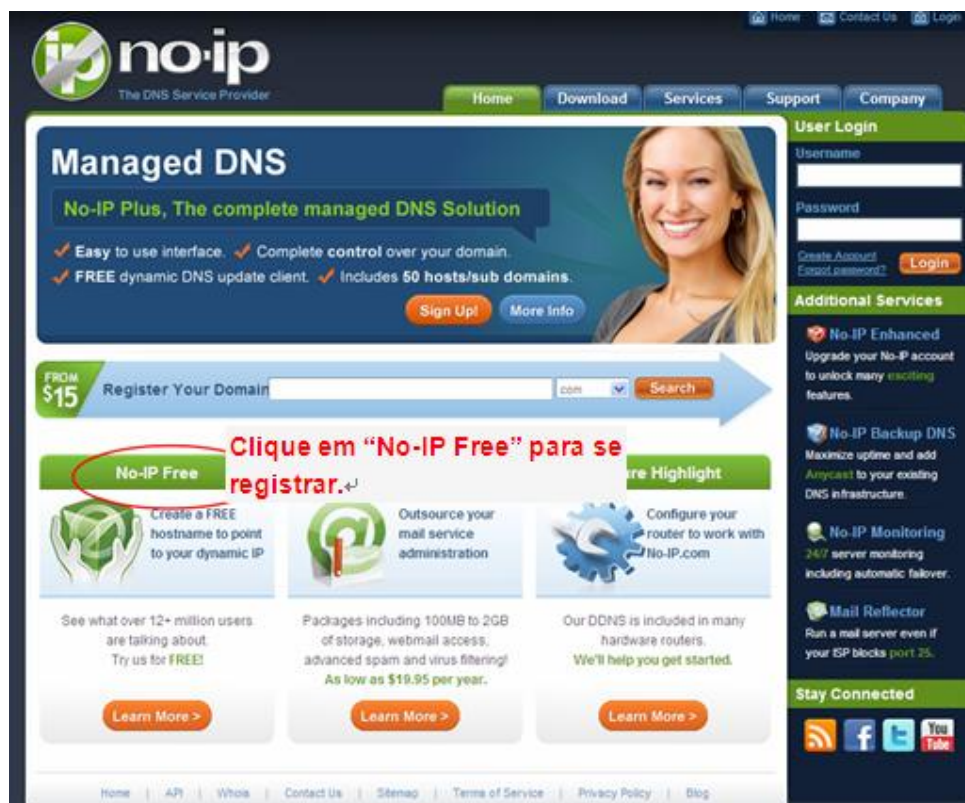 Home Contact Us Login
no-ip
The DNS Service Provider
Home Download Services Support Company
Managed DNS
No-IP Plus, The complete managed DNS Solution
Easy to use interface. Complete control over your domain.
FREE dynamic DNS update client. Includes 50 hosts/sub domains.
Sign Up! More Info
User Login
Username
Password
Create Account
Forgot password?
Login
FROM
$15
Register Your Domain
com
Search
Clique em “No-IP Free” para se
registrar.↵
No-IP Free
Create a FREE
hostname to point
to your dynamic IP
See what over 12+ million users
are talking about.
Try us for FREE!
Learn More >
Outsource your
mail service
administration
Packages including 100MB to 2GB
of storage, webmail access,
advanced spam and virus filtering!
As low as $19.95 per year.
Learn More >
re Highlight
Configure your
router to work with
No-IP.com
Our DDNS is included in many
hardware routers.
We'll help you get started.
Learn More >
Additional Services
No-IP Enhanced
Upgrade your No-IP account
to unlock many exciting
features.
No-IP Backup DNS
Maximize uptime and add
Anycast to your existing
DNS infrastructure.
No-IP Monitoring
24/7 server monitoring
including automatic failover.
Mail Reflector
Run a mail server even if
your ISP blocks port 25.
Stay Connected
You
Tube
Home | API | Whois | Contact Us | Sitemap | Terms of Service | Privacy Policy | Blog